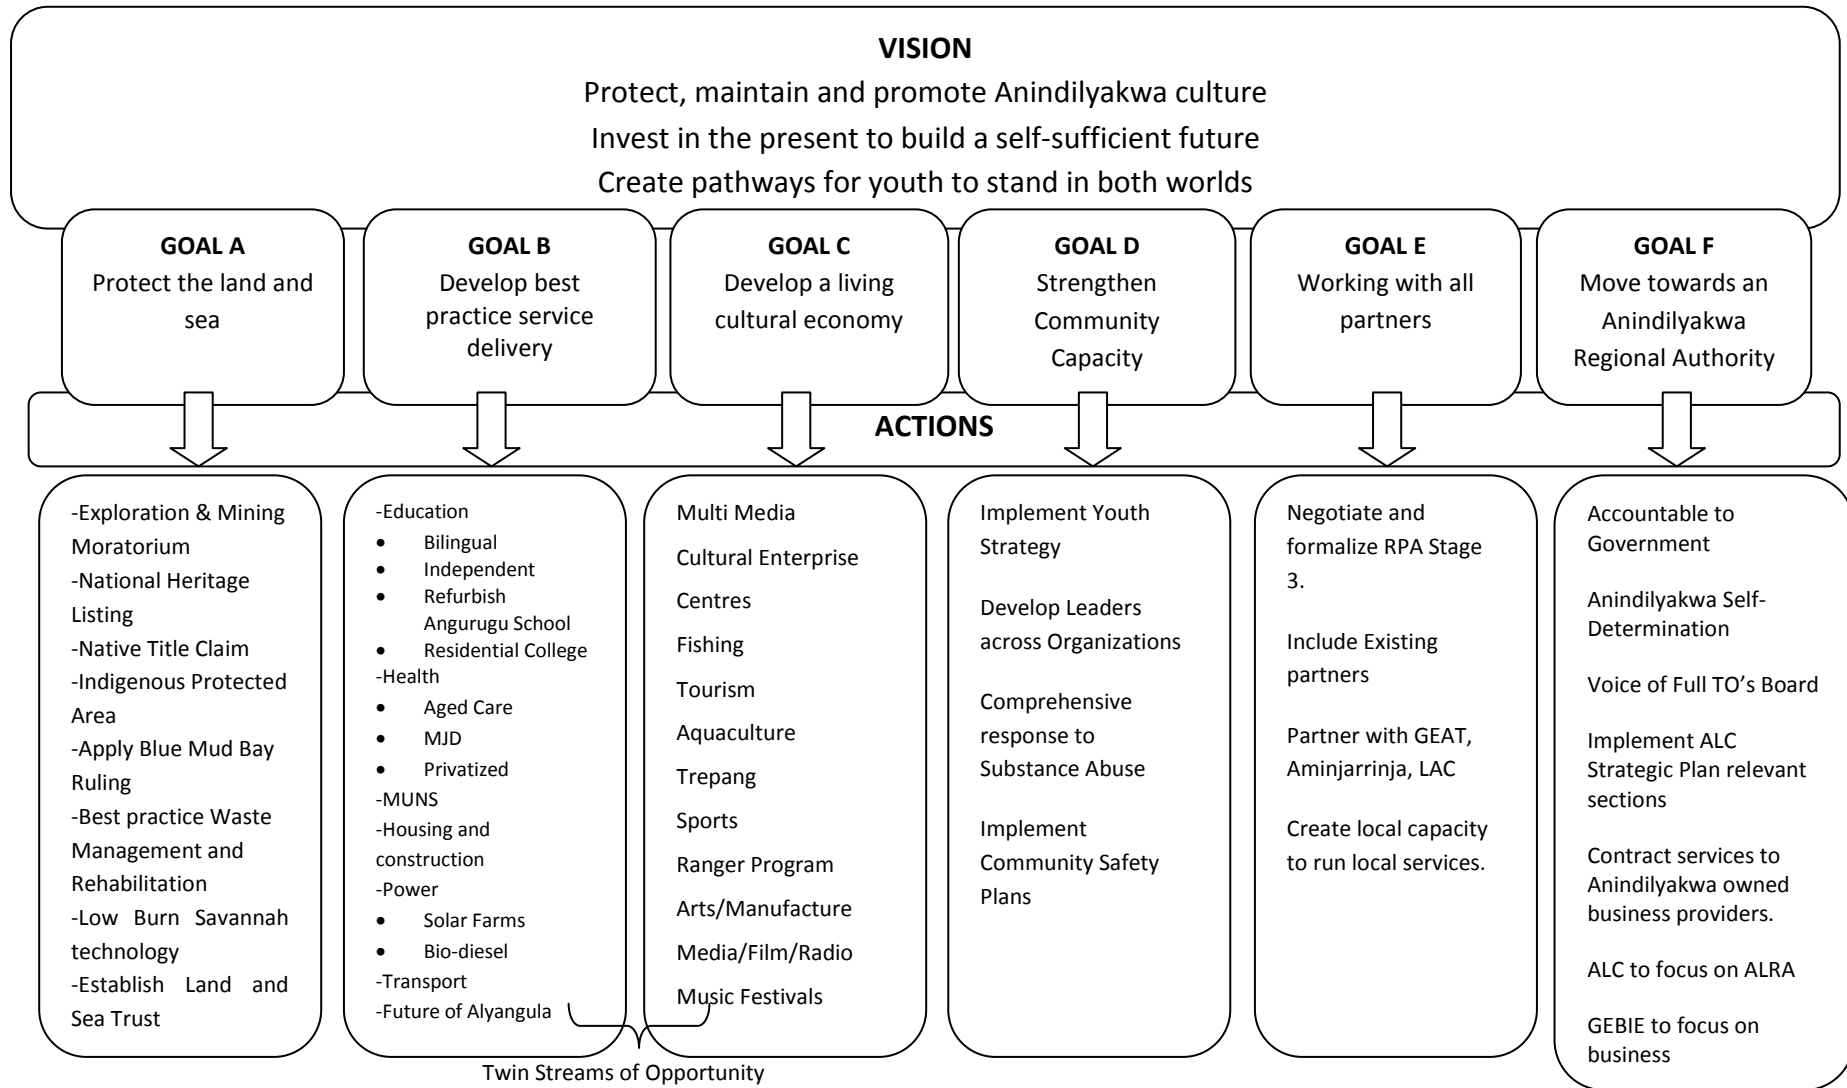 VISION
Protect, maintain and promote Anindilyakwa culture
Invest in the present to build a self-sufficient future
Create pathways for youth to stand in both worlds
GOAL A
Protect the land and
sea
GOAL B
Develop best
practice service
delivery
GOAL C
Develop a living
cultural economy
GOAL D
Strengthen
Community
Capacity
GOAL E
Working with all
partners
GOAL F
Move towards an
Anindilyakwa
Regional Authority
ACTIONS
-Exploration & Mining
Moratorium
-National Heritage
Listing
-Native Title Claim
-Indigenous Protected
Area
-Apply Blue Mud Bay
Ruling
-Best practice Waste
Management and
Rehabilitation
-Low Burn Savannah
technology
-Establish Land and
Sea Trust
-Education
• Bilingual
• Independent
• Refurbish
Angurugu School
• Residential College
-Health
• Aged Care
• MJD
• Privatized
-MUNS
-Housing and
construction
-Power
• Solar Farms
• Bio-diesel
-Transport
-Future of Alyangula
Multi Media
Cultural Enterprise
Centres
Fishing
Tourism
Aquaculture
Trepang
Sports
Ranger Program
Arts/Manufacture
Media/Film/Radio
Music Festivals
Twin Streams of Opportunity
Implement Youth
Strategy
Develop Leaders
across Organizations
Comprehensive
response to
Substance Abuse
Implement
Community Safety
Plans
Negotiate and
formalize RPA Stage
3.
Include Existing
partners
Partner with GEAT,
Aminjarrinja, LAC
Create local capacity
to run local services.
Accountable to
Government
Anindilyakwa Self-
Determination
Voice of Full TO’s Board
Implement ALC
Strategic Plan relevant
sections
Contract services to
Anindilyakwa owned
business providers.
ALC to focus on ALRA
GEBIE to focus on
business